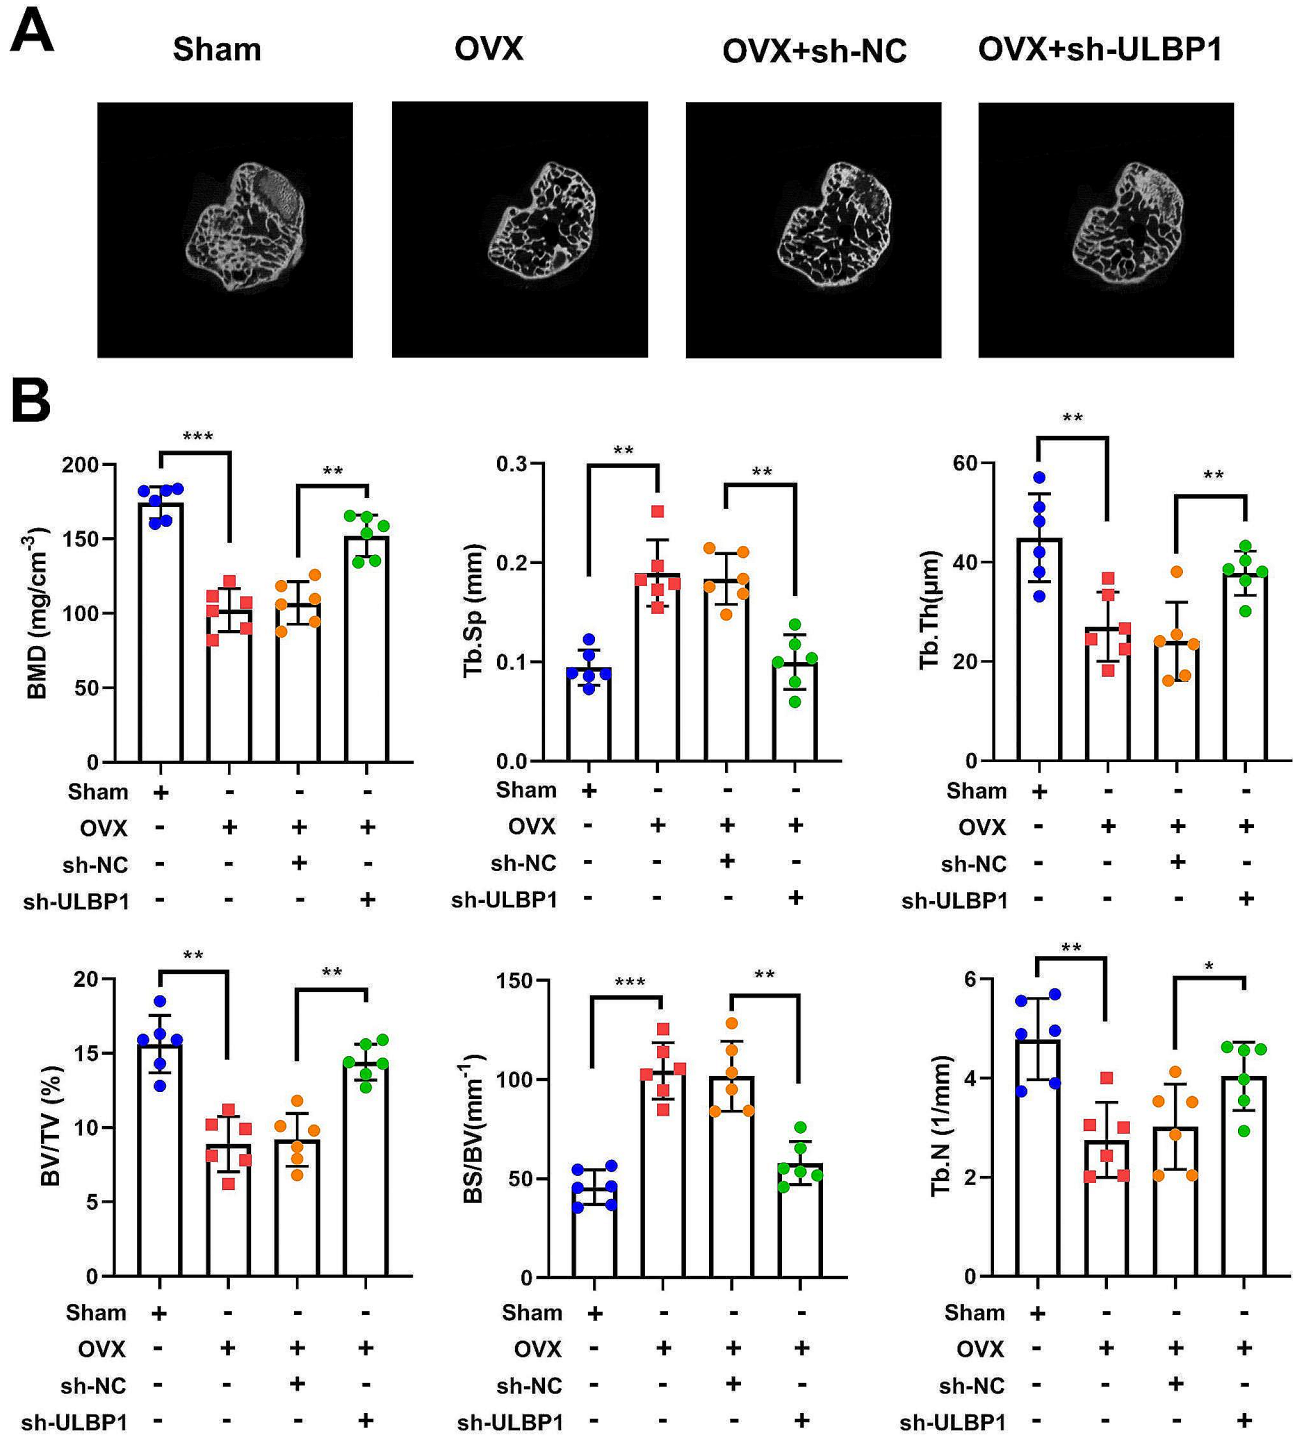 A
Sham OVX OVX+sh-NC OVX+sh-ULBP1
B
*** ** ** ** ** **
BMD (mg/cm-3)
200
150
100
50
0
Sham + - - -
OVX - + + +
sh-NC - - + -
sh-ULBP1 - - - +
Tb.Sp (mm)
0.3
0.2
0.1
0.0
Sham + - - -
OVX - + + +
sh-NC - - + -
sh-ULBP1 - - - +
Tb.Th(μm)
60
40
20
0
Sham + - - -
OVX - + + +
sh-NC - - + -
sh-ULBP1 - - - +
** ** *** ** ** *
BV/TV (%)
20
15
10
5
0
Sham + - - -
OVX - + + +
sh-NC - - + -
sh-ULBP1 - - - +
BS/BV(mm-1)
150
100
50
0
Sham + - - -
OVX - + + +
sh-NC - - + -
sh-ULBP1 - - - +
Tb.N (1/mm)
6
4
2
0
Sham + - - -
OVX - + + +
sh-NC - - + -
sh-ULBP1 - - - +